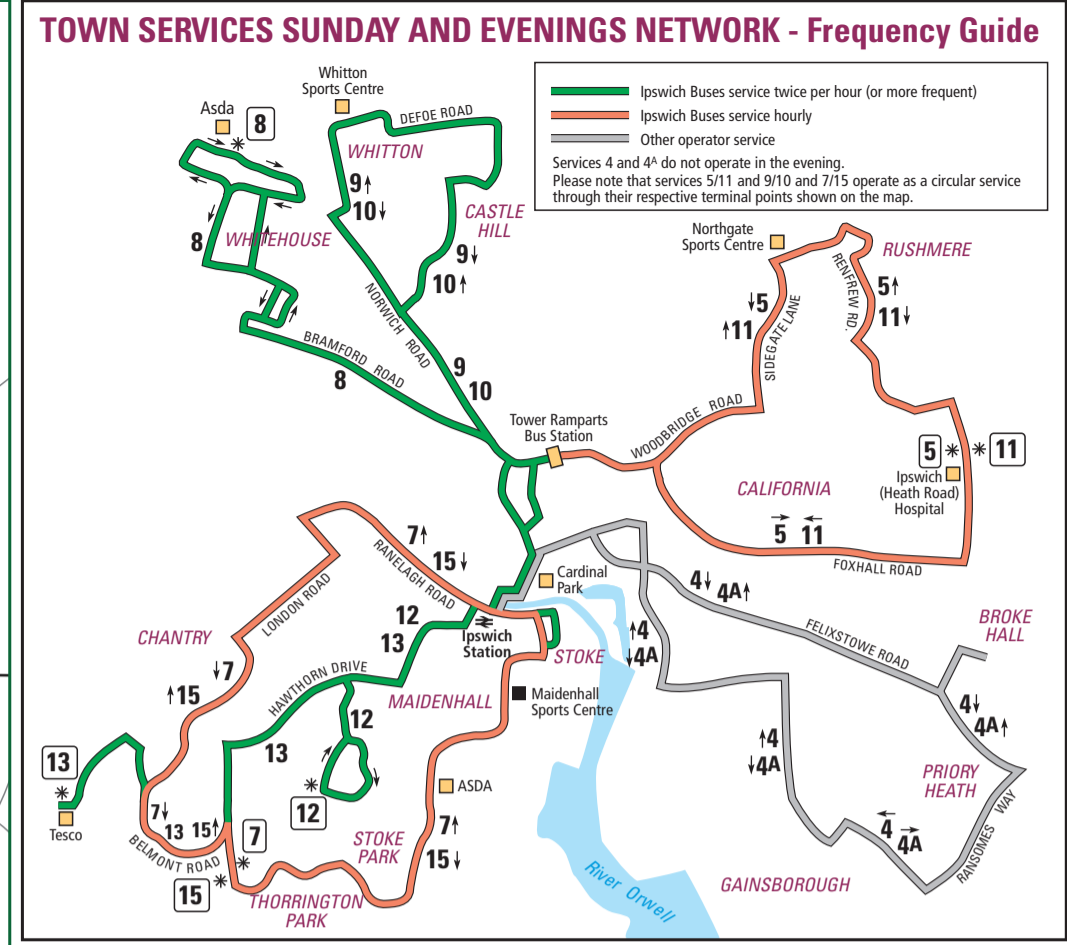 TOWN SERVICES SUNDAY AND EVENINGS NETWORK - Frequency Guide
Ipswich Buses service twice per hour (or more frequent)
Ipswich Buses service hourly
Other operator service
Services 4 and 4A do not operate in the evening.
Please note that services 5/11 and 9/10 and 7/15 operate as a circular service
through their respective terminal points shown on the map.
Whitton
Sports Centre
Asda
8
DEFOE ROAD
WHITTON
9
10
CASTLE
HILL
8
WHITEHOUSE
9
10
NORWICH ROAD
BRAMFORD ROAD
8
9
10
Northgate
Sports Centre
RUSHMERE
RENFREW RD.
5
11
5
11
SIDEGATE LANE
Tower Ramparts
Bus Station
WOODBRIDGE ROAD
5
11
Ipswich
(Heath Road)
Hospital
CALIFORNIA
5 11
FOXHALL ROAD
7
15
RANELAGH ROAD
LONDON ROAD
Cardinal
Park
4 4A
BROKE
HALL
FELIXSTOWE ROAD
CHANTRY
12
13
Ipswich
Station
STOKE
4
4A
7
15
HAWTHORN DRIVE
MAIDENHALL
Maidenhall
Sports Centre
12
13
4
4A
4
4A
PRIORY
HEATH
13
Tesco
12
ASDA
7
13
15
BELMONT ROAD
7
15
STOKE
PARK
7
15
THORRINGTON
PARK
4
4A
RANSOMES WAY
GAINSBOROUGH
River Orwell